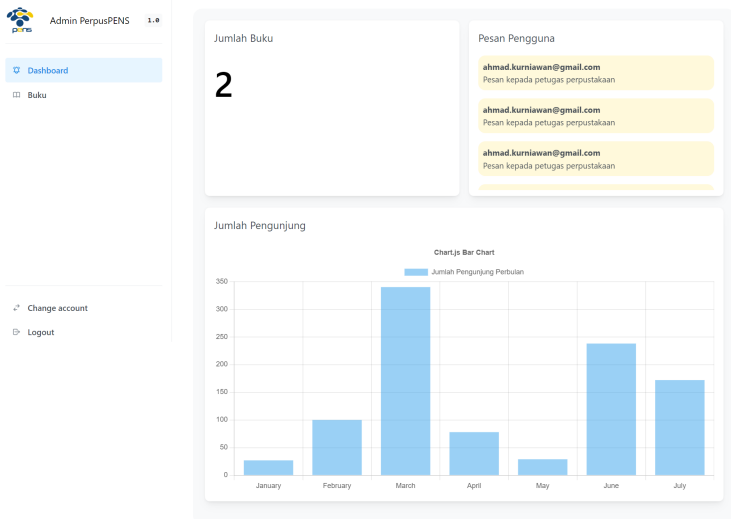 pens
Admin PerpusPENS
1.0
Dashboard
Buku
Change account
Logout
Jumlah Buku
2
Pesan Pengguna
ahmad.kurniawan@gmail.com
Pesan kepada petugas perpustakaan
ahmad.kurniawan@gmail.com
Pesan kepada petugas perpustakaan
ahmad.kurniawan@gmail.com
Pesan kepada petugas perpustakaan
Jumlah Pengunjung
Chart.js Bar Chart
Jumlah Pengunjung Perbulan
350
300
250
200
150
100
50
0
January February March April May June July